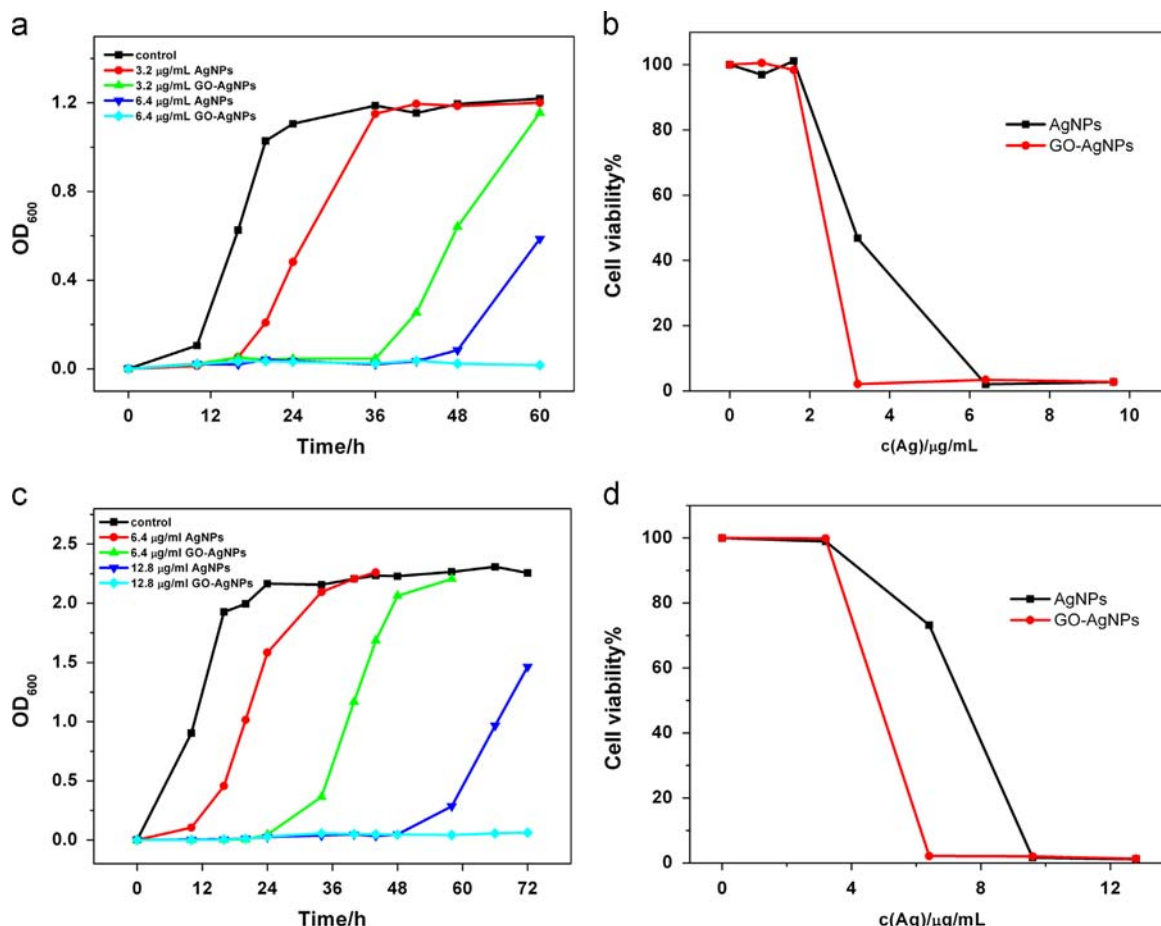 a
control
3.2 µg/mL AgNPs
3.2 µg/mL GO-AgNPs
6.4 µg/mL AgNPs
6.4 µg/mL GO-AgNPs
1.2
0.8
0.4
0.0
OD600
0 12 24 36 48 60
Time/h
b
100
80
60
40
20
0
Cell viability%
AgNPs
GO-AgNPs
0 2 4 6 8 10
c(Ag)/µg/mL
c
control
6.4 µg/ml AgNPs
6.4 µg/ml GO-AgNPs
12.8 µg/ml AgNPs
12.8 µg/ml GO-AgNPs
2.5
2.0
1.5
1.0
0.5
0.0
OD600
0 12 24 36 48 60 72
Time/h
d
100
80
60
40
20
0
Cell viability%
AgNPs
GO-AgNPs
0 4 8 12
c(Ag)/µg/mL